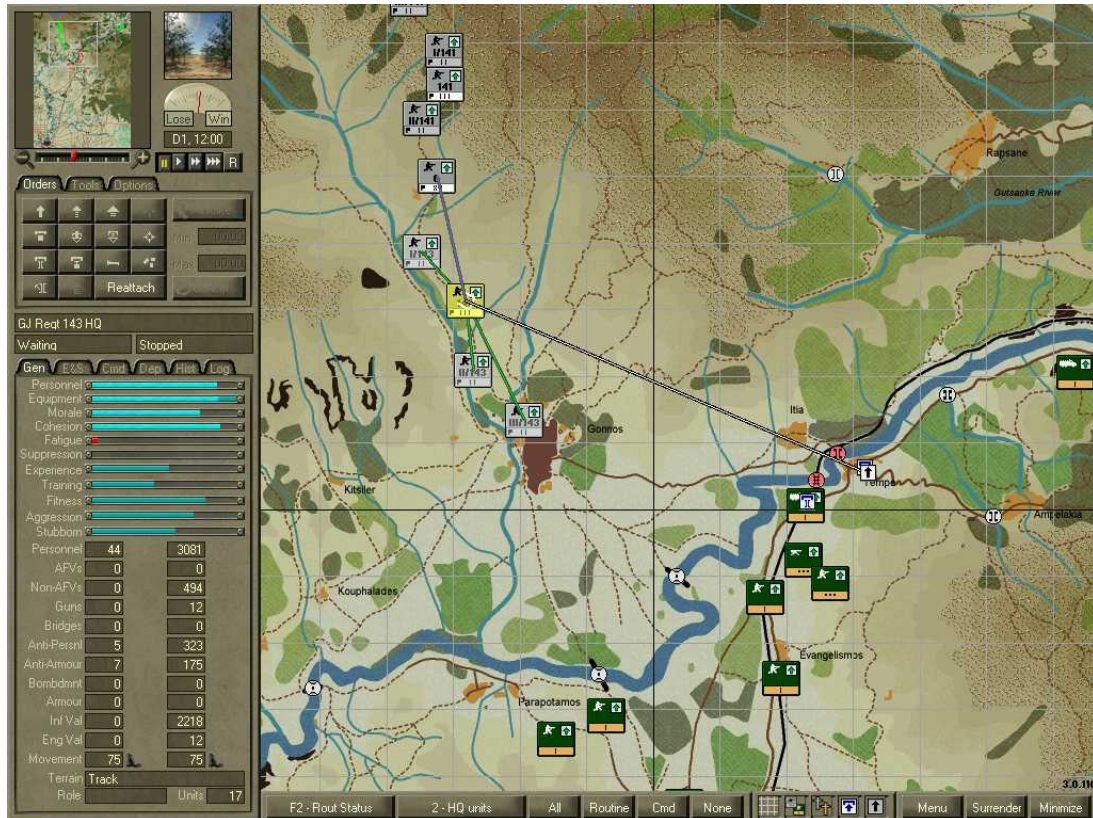 Lose Win
D1, 12:00
R
Orders Tools Options
Reattach
GJ Regt 143 HQ
Waiting Stopped
Gen E&S Cmd Dep Hist Log
Personnel
Equipment
Morale
Cohesion
Fatigue
Suppression
Experience
Training
Fitness
Aggression
Stubborn
Personnel 44 3081
AFVs 0 0
Non-AFVs 0 494
Guns 0 12
Bridges 0 0
Anti-Persnl 5 323
Anti-Armour 7 175
Bombdmnt 0 0
Armour 0 0
Inf Val 0 2218
Eng Val 0 12
Movement 75 75
Terrain Track
Role Units 17
I/141
141
II/141
6
I/143
II/143
III/143
Rapsane
Gutsanke River
Gonnos
Itia
Kitsiler
Ampelakia
Kouphalades
Evangelismos
Parapotamos
F2 - Rout Status 2 - HQ units All Routine Cmd None Menu Surrender Minimize